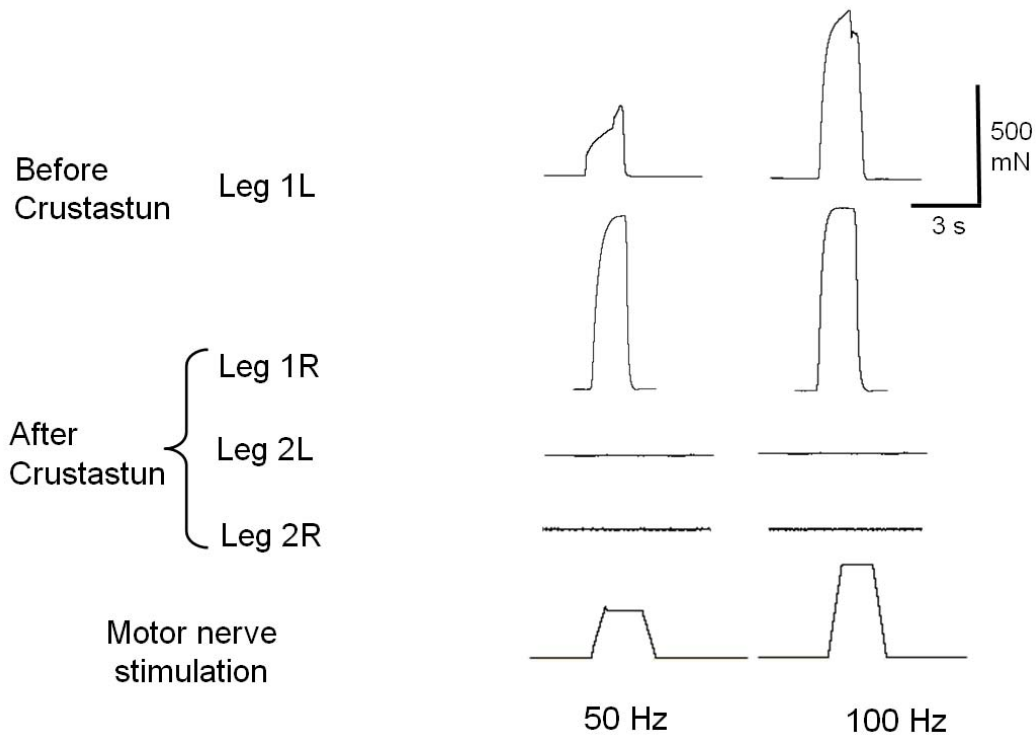 Before
Crustastun
Leg 1L
500
mN
3 s
After
Crustastun
Leg 1R
Leg 2L
Leg 2R
Motor nerve
stimulation
50 Hz
100 Hz